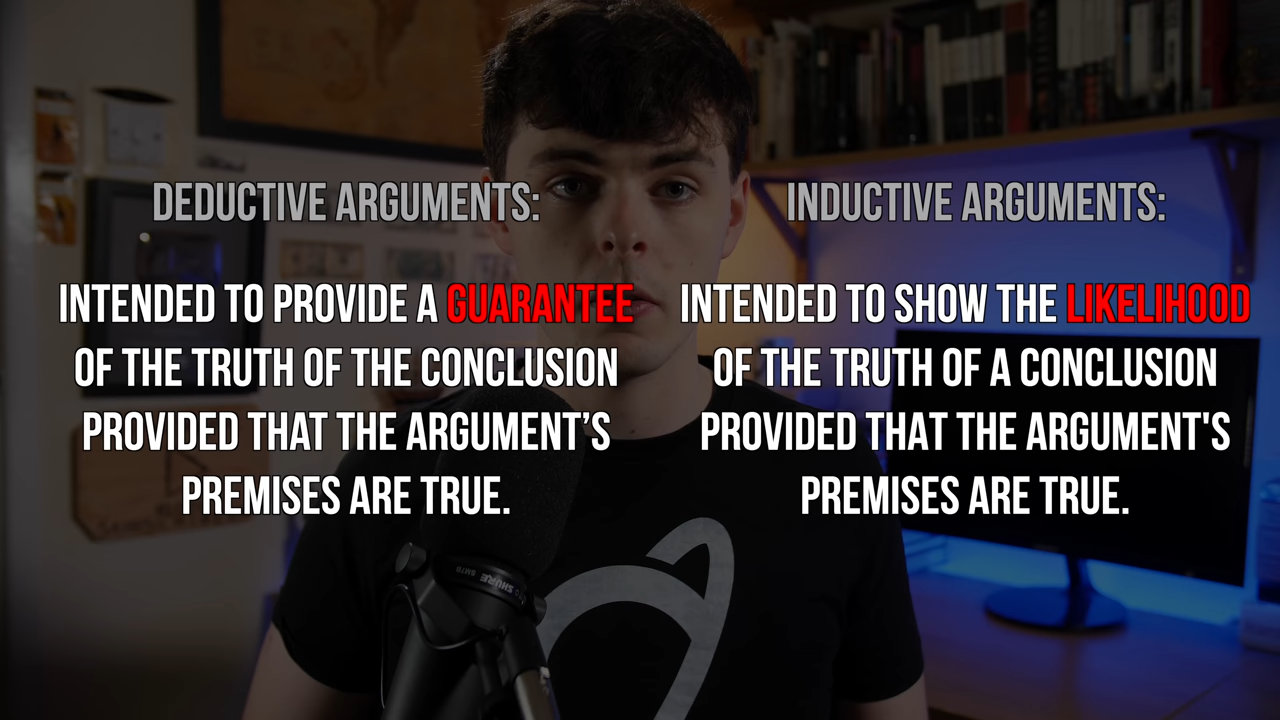 DEDUCTIVE ARGUMENTS:
INTENDED TO PROVIDE A GUARANTEE
OF THE TRUTH OF THE CONCLUSION
PROVIDED THAT THE ARGUMENT’S
PREMISES ARE TRUE.
INDUCTIVE ARGUMENTS:
INTENDED TO SHOW THE LIKELIHOOD
OF THE TRUTH OF A CONCLUSION
PROVIDED THAT THE ARGUMENT'S
PREMISES ARE TRUE.
SHURE SM7B